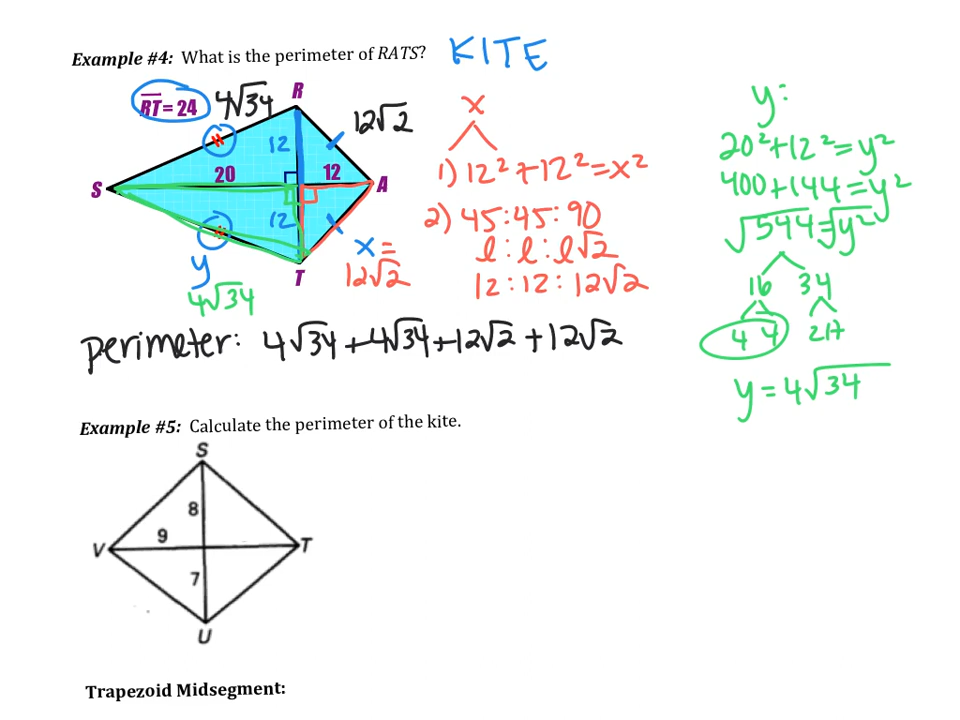 Example #4: What is the perimeter of RATS? KITE
RT = 24 4√34 R 12√2
12
20 12
S A
12
x =
12√2
y
T
4√34
x
1) 12² + 12² = x²
2) 45 : 45 : 90
l : l : l√2
12 : 12 : 12√2
y:
20² + 12² = y²
400 + 144 = y²
√544 = √y²
16 34
4 4 2 17
y = 4√34
perimeter: 4√34 + 4√34 + 12√2 + 12√2
Example #5: Calculate the perimeter of the kite.
S
8
9
V T
7
U
Trapezoid Midsegment: